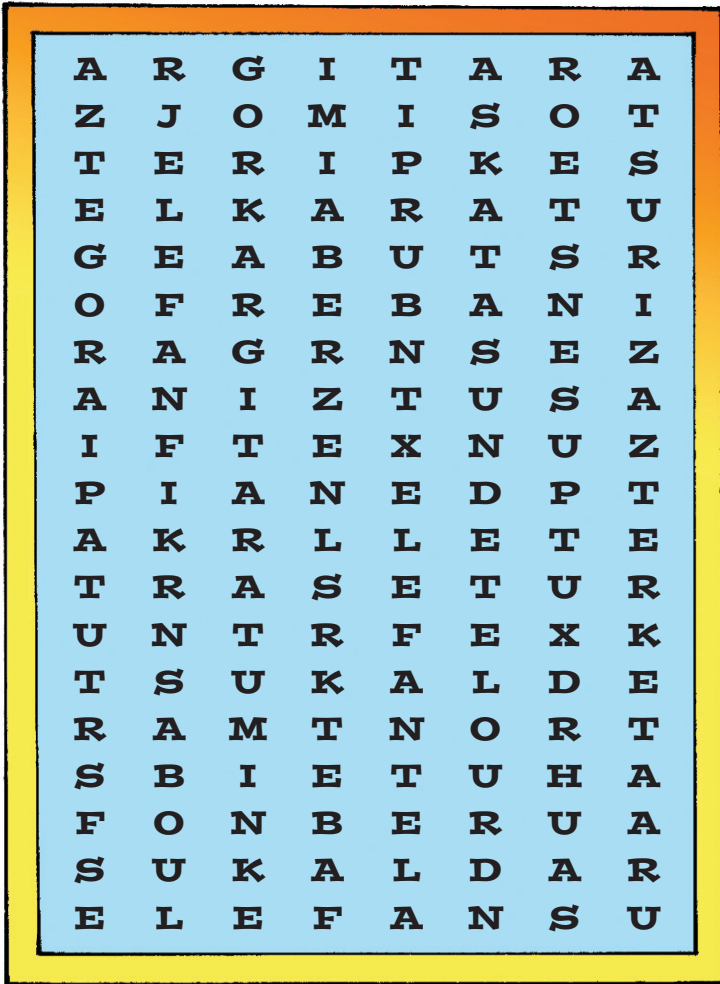 A R G I T A R A
Z J O M I S O T
T E R I P K E S
E L K A R A T U
G E A B U T S R
O F R E B A N I
R A G R N S E Z
A N I Z T U S A
I F T E X N U Z
P I A N E D P T
A K R L L E T E
T R A S E T U R
U N T R F E X K
T S U K A L D E
R A M T N O R T
S B I E T U H A
F O N B E R U A
S U K A L D A R
E L E F A N S U